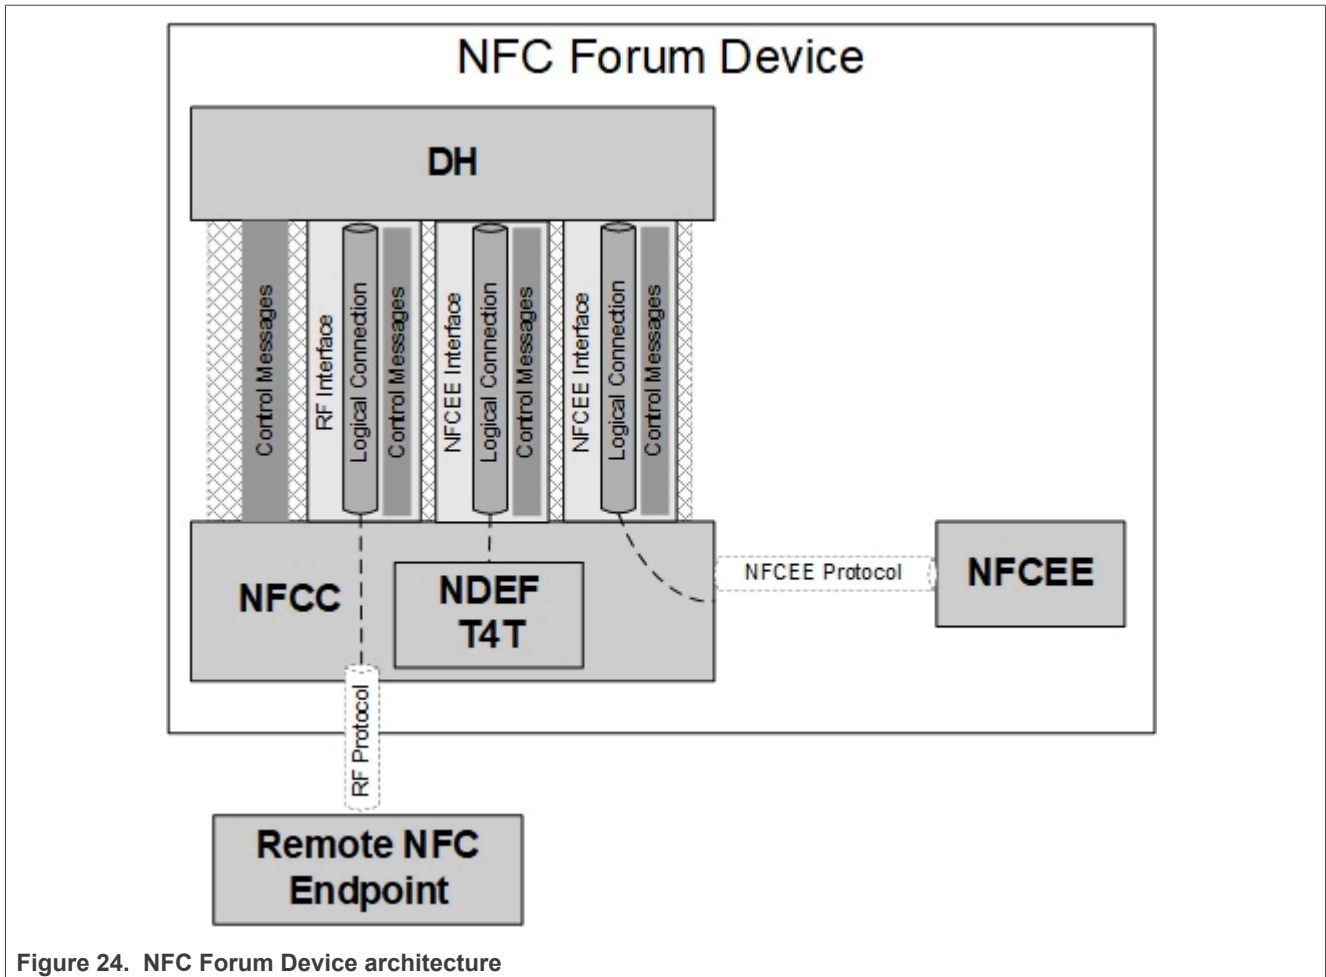 NFC Forum Device
DH
Control Messages
RF Interface
Logical Connection
Control Messages
NFCEE Interface
Logical Connection
Control Messages
NFCEE Interface
Logical Connection
Control Messages
NFCC
NDEF
T4T
NFCEE Protocol
NFCEE
RF Protocol
Remote NFC
Endpoint
Figure 24. NFC Forum Device architecture